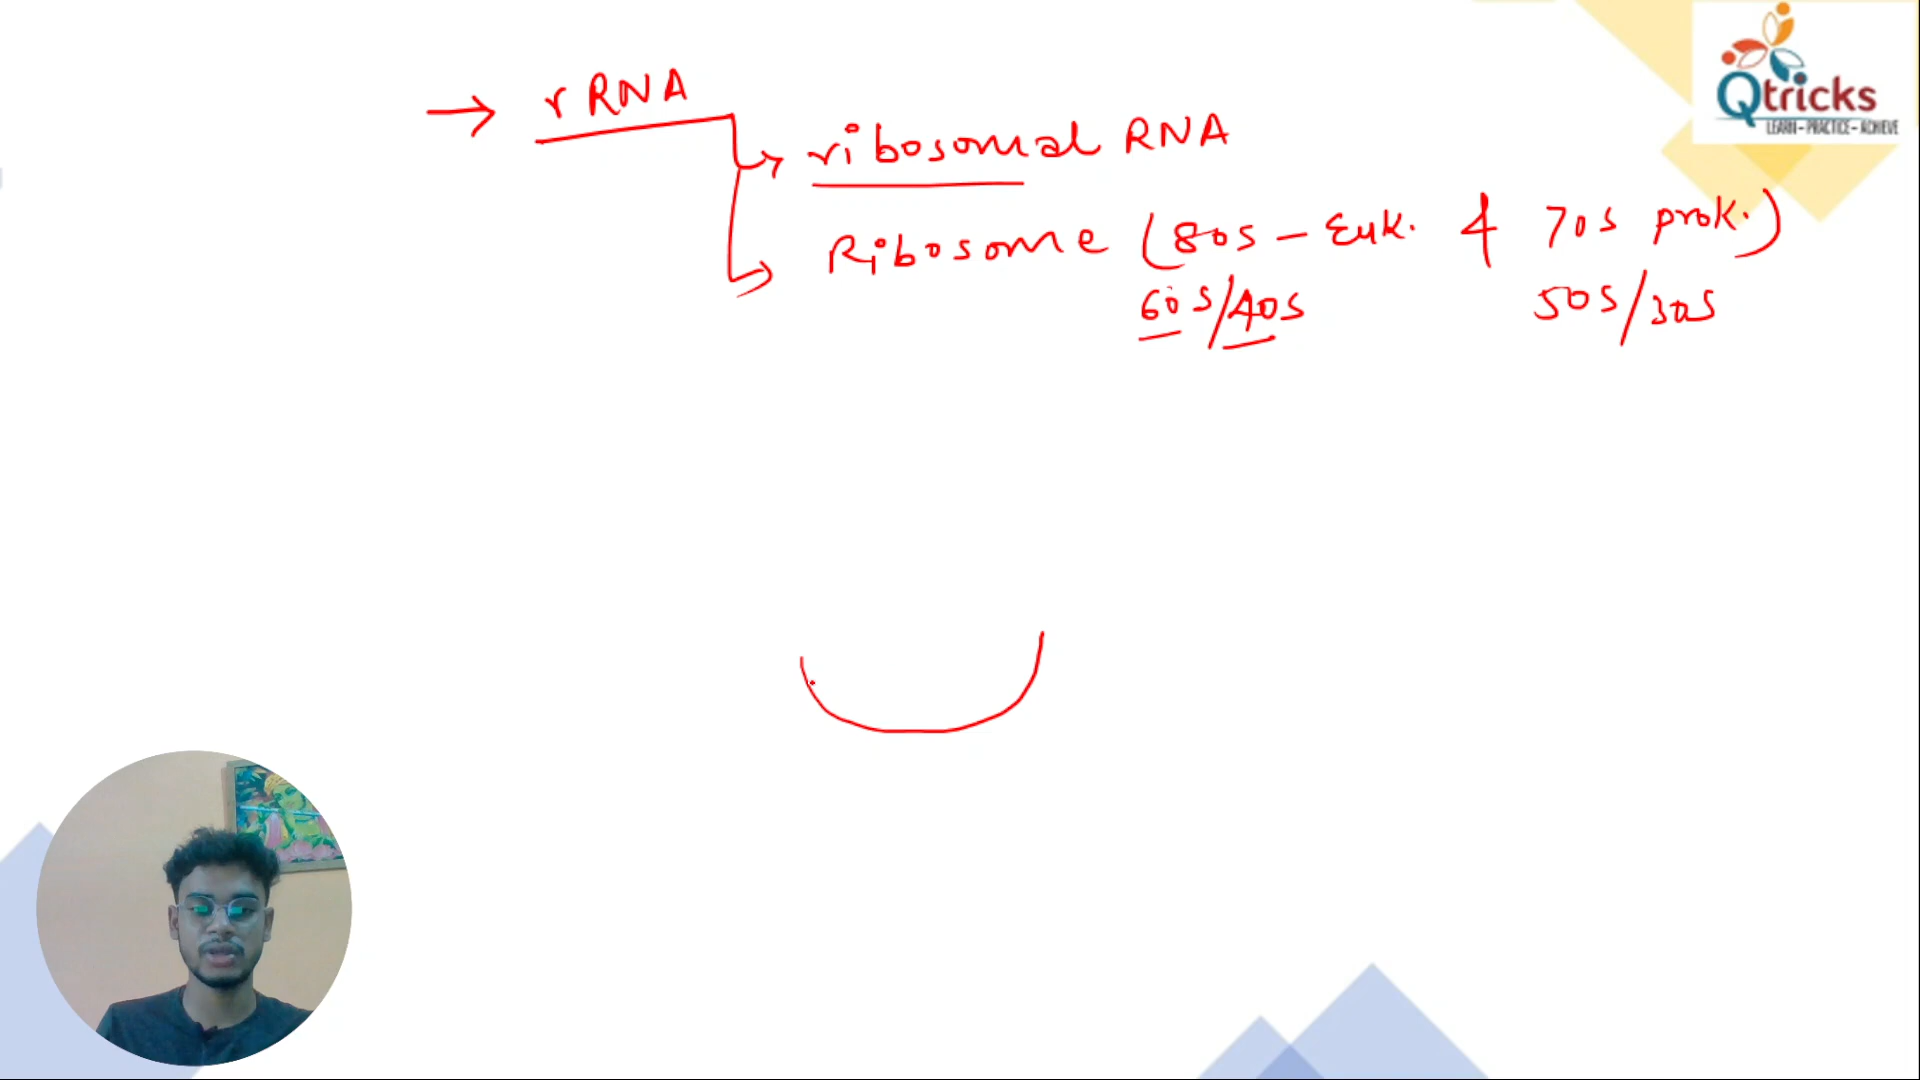 → rRNA
→ ribosomal RNA
Ribosome (80s – Euk. & 70s prok.)
60s/40s 50s/30s
Qtricks
LEARN – PRACTICE – ACHIEVE